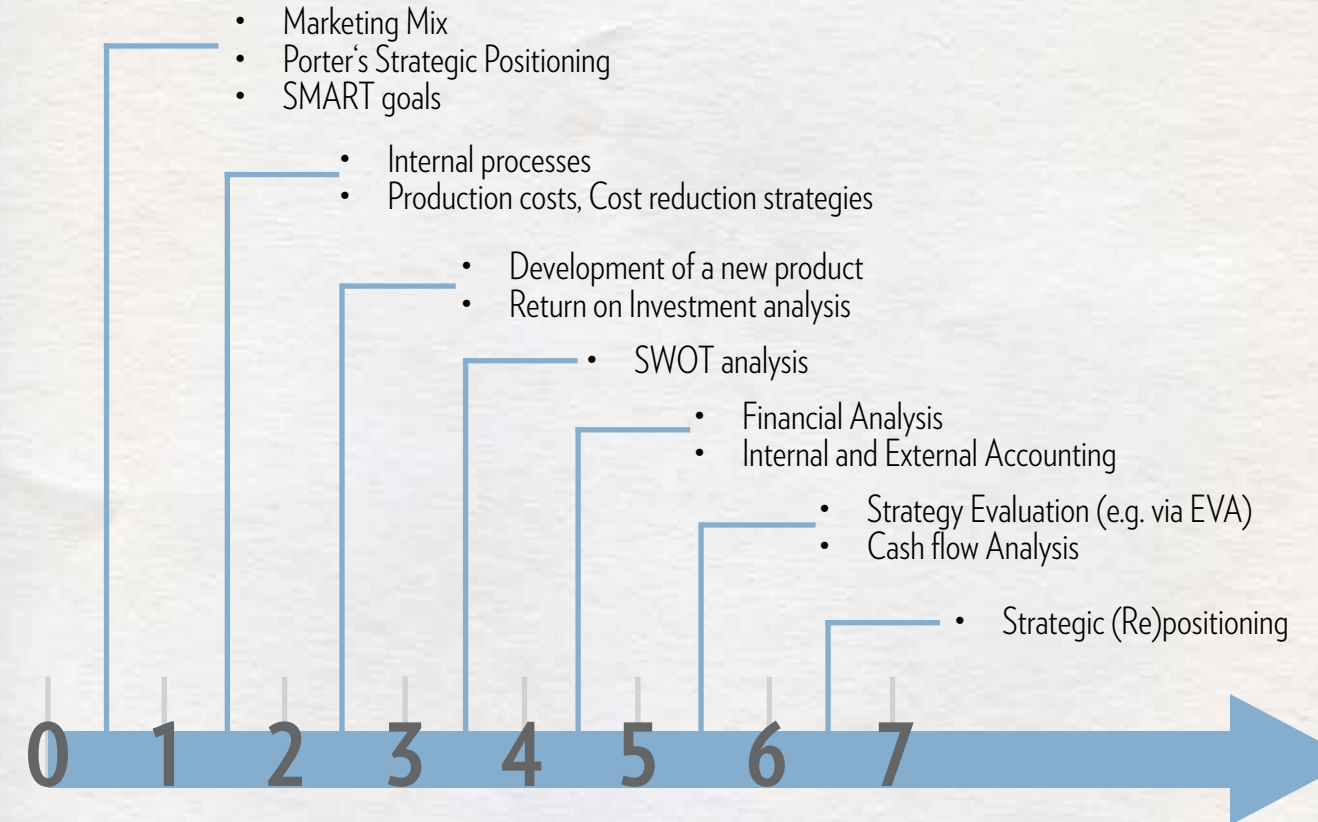 • Marketing Mix
• Porter‘s Strategic Positioning
• SMART goals
• Internal processes
• Production costs, Cost reduction strategies
• Development of a new product
• Return on Investment analysis
• SWOT analysis
• Financial Analysis
• Internal and External Accounting
• Strategy Evaluation (e.g. via EVA)
• Cash flow Analysis
• Strategic (Re)positioning
0 1 2 3 4 5 6 7